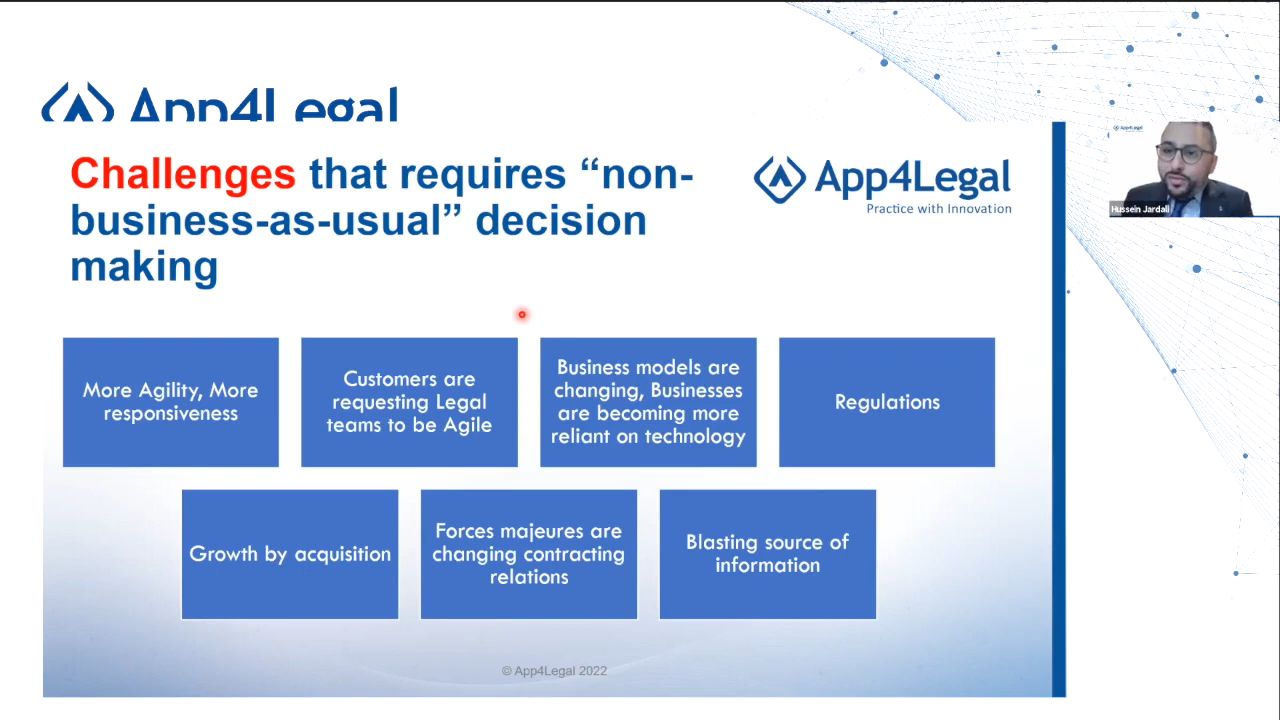 App4Legal
Challenges that requires “non-
business-as-usual” decision
making
App4Legal
Practice with Innovation
App4Legal
Hussein Jardali
More Agility, More
responsiveness
Customers are
requesting Legal
teams to be Agile
Business models are
changing, Businesses
are becoming more
reliant on technology
Regulations
Growth by acquisition
Forces majeures are
changing contracting
relations
Blasting source of
information
© App4Legal 2022